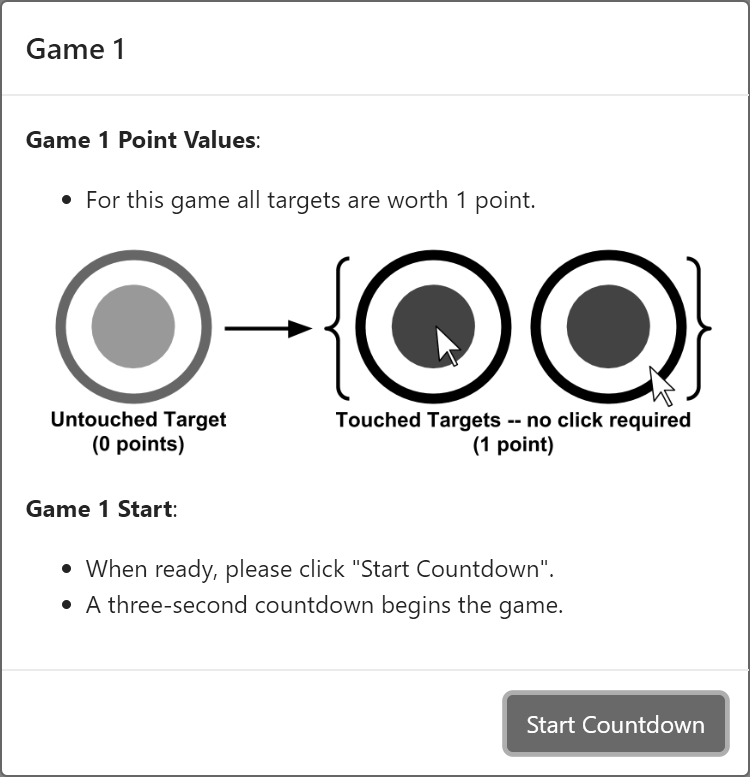 Game 1
Game 1 Point Values:
• For this game all targets are worth 1 point.
Untouched Target
(0 points)
Touched Targets -- no click required
(1 point)
Game 1 Start:
• When ready, please click "Start Countdown".
• A three-second countdown begins the game.
Start Countdown